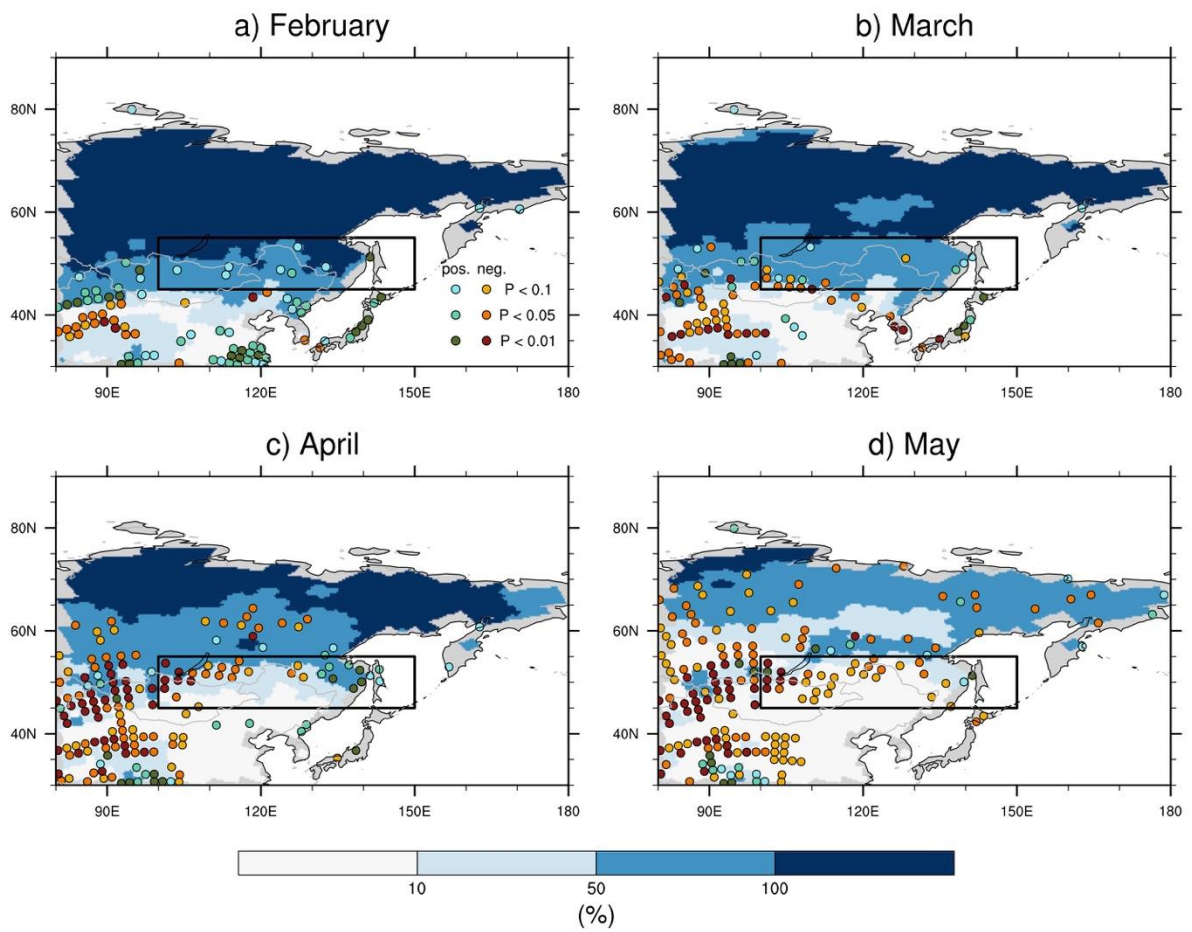 a) February
b) March
80N
60N
40N
pos. neg.
P < 0.1
P < 0.05
P < 0.01
90E
120E
150E
180
80N
60N
40N
90E
120E
150E
180
c) April
d) May
80N
60N
40N
90E
120E
150E
180
80N
60N
40N
90E
120E
150E
180
10
50
100
(%)